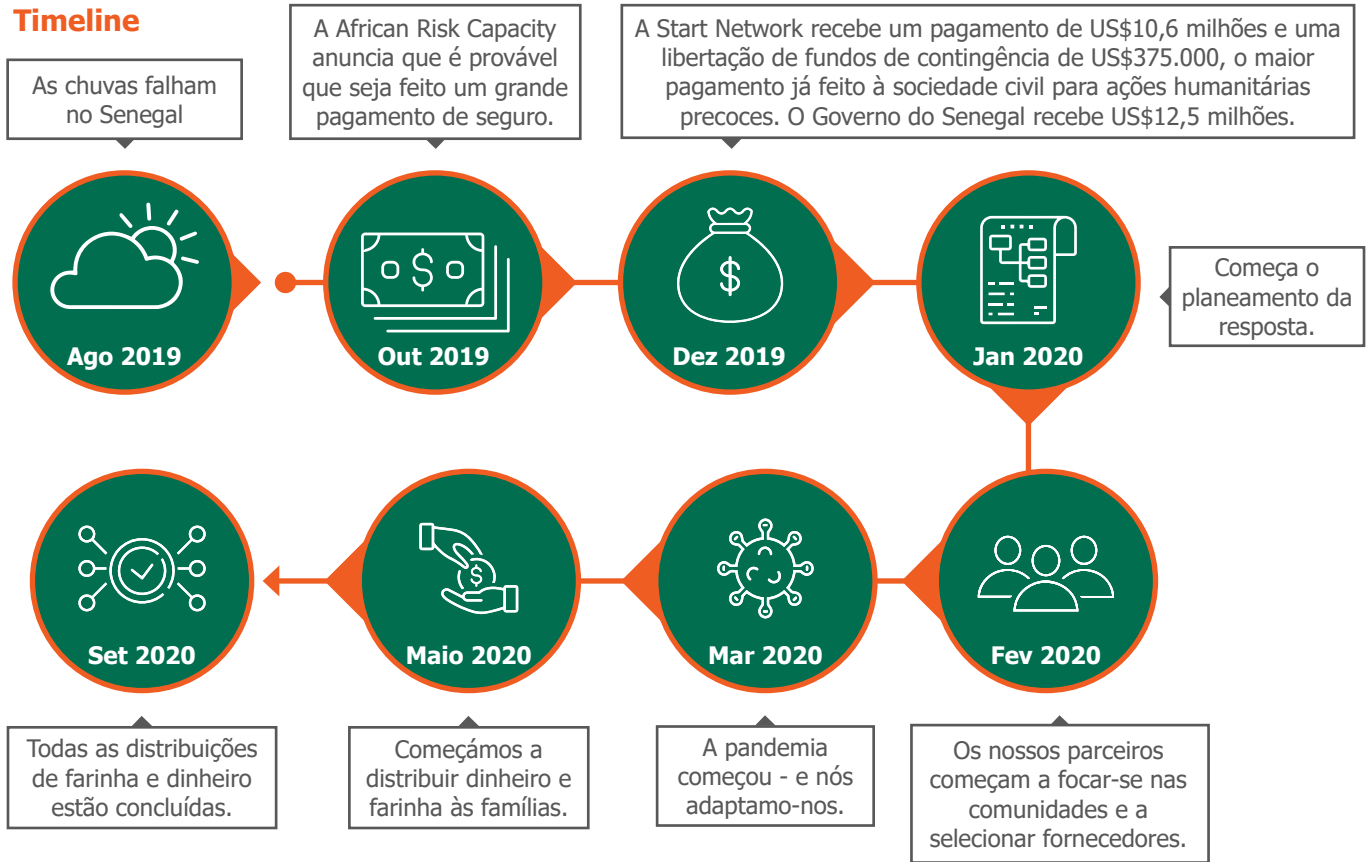 Timeline
As chuvas falham
no Senegal
A African Risk Capacity
anuncia que é provável
que seja feito um grande
pagamento de seguro.
A Start Network recebe um pagamento de US$10,6 milhões e uma
libertação de fundos de contingência de US$375.000, o maior
pagamento já feito à sociedade civil para ações humanitárias
precoces. O Governo do Senegal recebe US$12,5 milhões.
Ago 2019
Out 2019
Dez 2019
Jan 2020
Começa o
planeamento da
resposta.
Set 2020
Maio 2020
Mar 2020
Fev 2020
Todas as distribuições
de farinha e dinheiro
estão concluídas.
Começámos a
distribuir dinheiro e
farinha às famílias.
A pandemia
começou - e nós
adaptamo-nos.
Os nossos parceiros
começam a focar-se nas
comunidades e a
selecionar fornecedores.